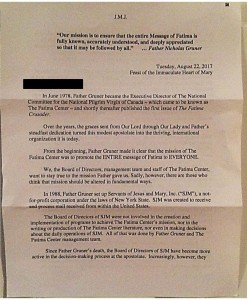 J.M.J.
"Our mission is to means that the entire Message of Fatima is
fully known, accurately understood, and deeply appreciated
so that it may be followed by all." ... Father Nicholas Gruner
Tuesday, August 22, 2017
Feast of the Immaculate Heart of Mary
In June 1978, Father Gruner became the Executive Director of The National
Committee for the National Pilgrim Virgin of Canada – which came to be known as
The Fatima Center – and shortly thereafter published the first issue of The Fatima
Crusader.
Over the years, the graces sent from Our Lord through Our Lady and Father's
steadfast dedication turned this modest apostolate into the thriving, international
organization it is today.
From the beginning, Father Gruner made it clear that the mission of The
Fatima Center was to promote the ENTIRE message of Fatima to EVERYONE.
We, the Board of Directors, management team and staff of The Fatima Center,
want to stay true to the mission Father gave us. Sadly, however, there are those who
think that mission should be altered in fundamental ways.
In 1988, Father Gruner set up Servants of Jesus and Mary, Inc. ("SJM"), a not-
for-profit corporation under the laws of New York State. SJM was created to receive
and process mail received from within the United States.
The Board of Directors of SJM were not involved in the creation and
implementation of programs to achieve The Fatima Center's mission, nor in the
writing or production of The Fatima Center literature, nor even in making decisions
about the daily operations of SJM. All of that was done by Father Gruner and The
Fatima Center management team.
Since Father Gruner's death, the Board of Directors of SJM have become more
active in the decision-making process at the apostolate. Increasingly, however, they